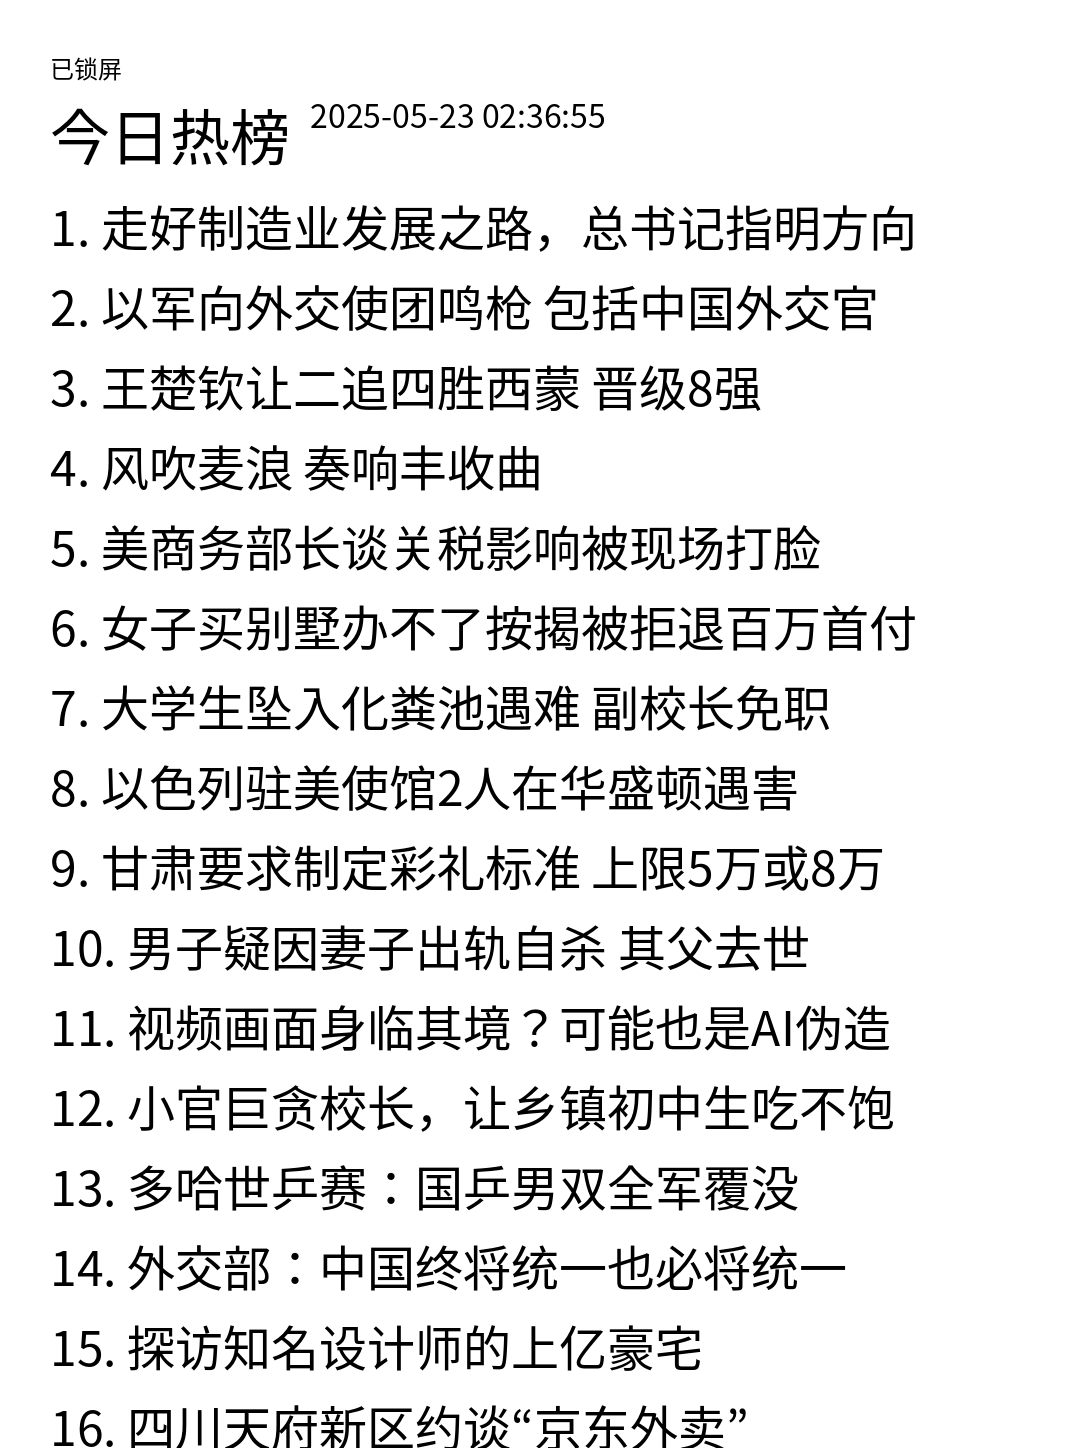 已锁屏
今日热榜 2025-05-23 02:36:55
1. 走好制造业发展之路，总书记指明方向
2. 以军向外交使团鸣枪 包括中国外交官
3. 王楚钦让二追四胜西蒙 晋级8强
4. 风吹麦浪 奏响丰收曲
5. 美商务部长谈关税影响被现场打脸
6. 女子买别墅办不了按揭被拒退百万首付
7. 大学生坠入化粪池遇难 副校长免职
8. 以色列驻美使馆2人在华盛顿遇害
9. 甘肃要求制定彩礼标准 上限5万或8万
10. 男子疑因妻子出轨自杀 其父去世
11. 视频画面身临其境？可能也是AI伪造
12. 小官巨贪校长，让乡镇初中生吃不饱
13. 多哈世乒赛：国乒男双全军覆没
14. 外交部：中国终将统一也必将统一
15. 探访知名设计师的上亿豪宅
16. 四川天府新区约谈“京东外卖”